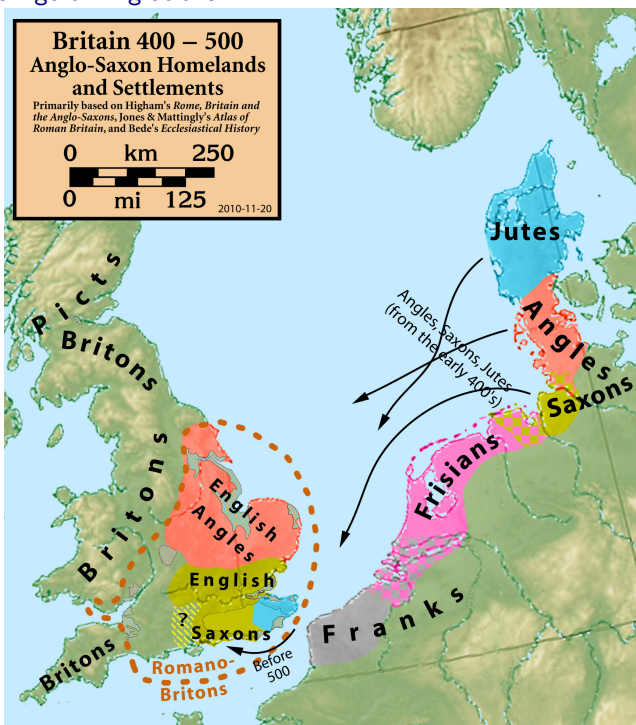 Britain 400 – 500
Anglo-Saxon Homelands
and Settlements
Primarily based on Higham's Rome, Britain and
the Anglo-Saxons, Jones & Mattingly's Atlas of
Roman Britain, and Bede's Ecclesiastical History
0 km 250
0 mi 125
2010-11-20
Jutes
Picts
Britons
Angles, Saxons, Jutes
(from the early 400's)
Angles
Saxons
Frisians
Britons
English
Angles
English
Saxons
?
Franks
Before
500
Britons
Romano-
Britons